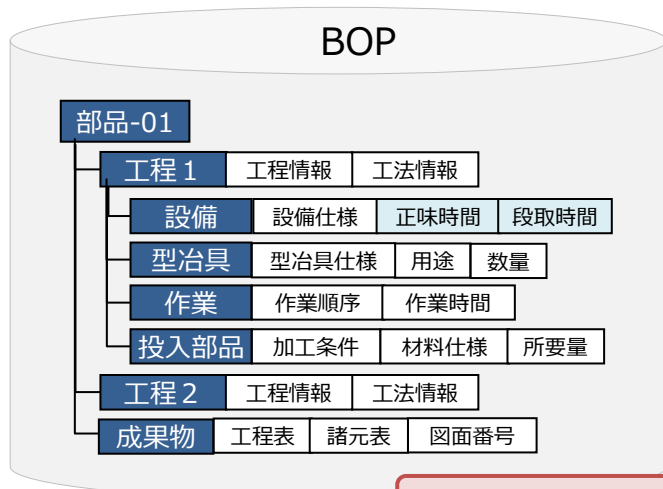 BOP
部品-01
工程１ 工程情報 工法情報
設備 設備仕様 正味時間 段取時間
型冶具 型冶具仕様 用途 数量
作業 作業順序 作業時間
投入部品 加工条件 材料仕様 所要量
工程２ 工程情報 工法情報
成果物 工程表 諸元表 図面番号